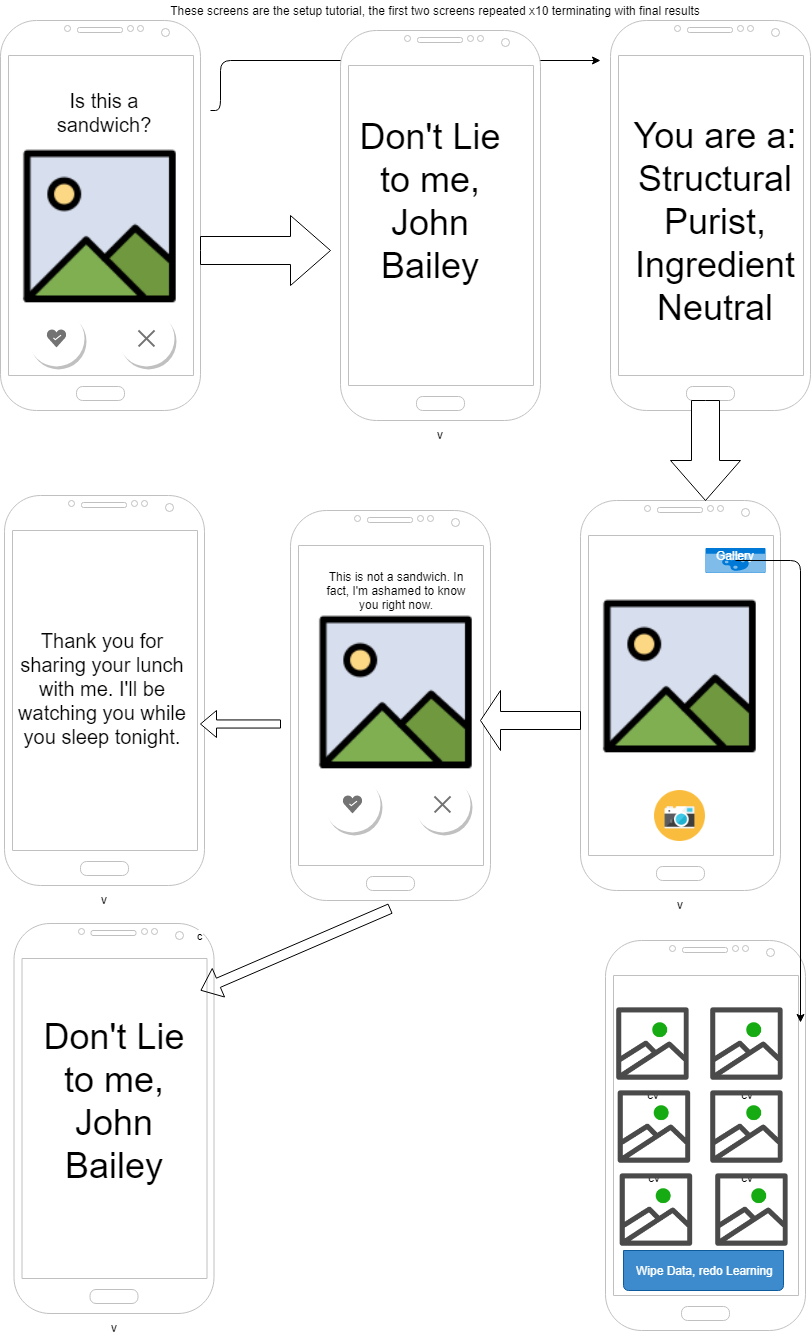 These screens are the setup tutorial, the first two screens repeated x10 terminating with final results
Is this a
sandwich?
Don't Lie
to me,
John
Bailey
v
You are a:
Structural
Purist,
Ingredient
Neutral
Thank you for
sharing your lunch
with me. I'll be
watching you while
you sleep tonight.
v
This is not a sandwich. In
fact, I'm ashamed to know
you right now.
Gallery
v
c
Don't Lie
to me,
John
Bailey
v
cv
cv
cv
cv
Wipe Data, redo Learning